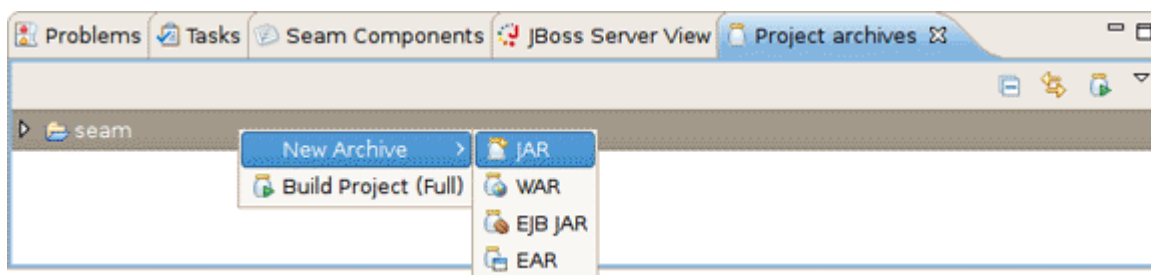 Problems Tasks Seam Components JBoss Server View Project archives
seam
New Archive JAR
Build Project (Full) WAR
EJB JAR
EAR